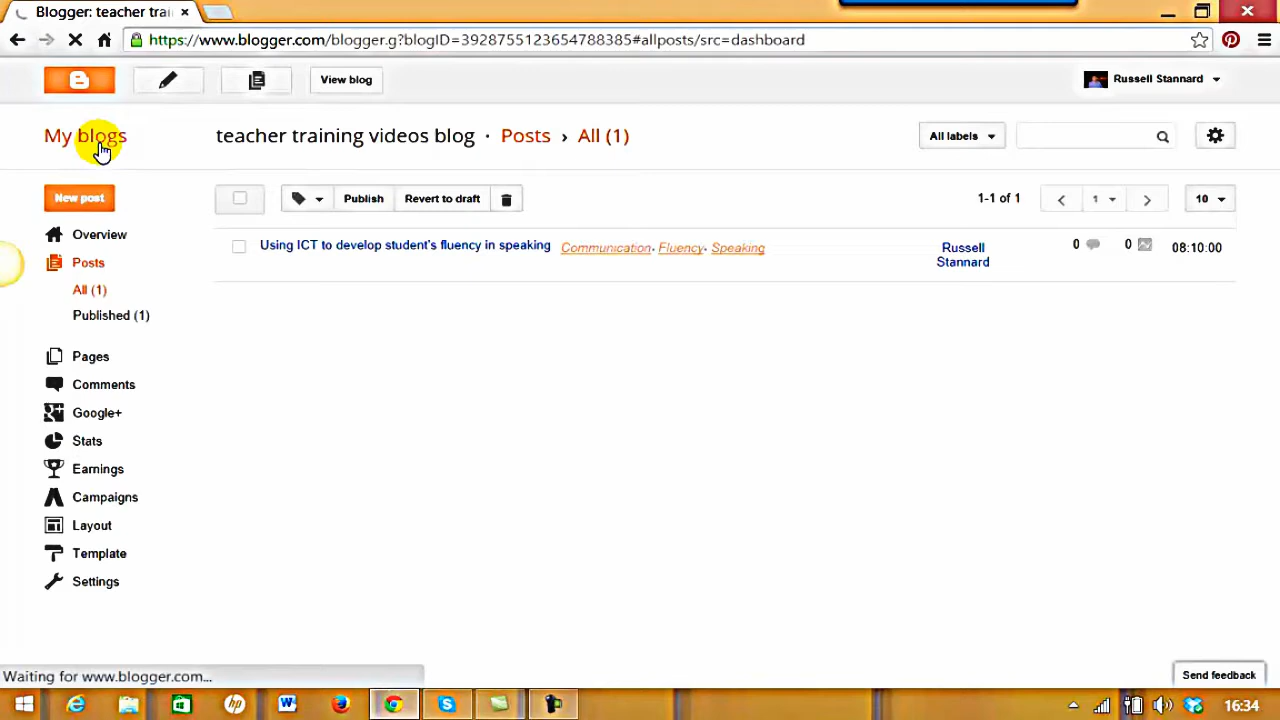 Blogger: teacher trai
https://www.blogger.com/blogger.g?blogID=3928755123654788385#allposts/src=dashboard
View blog
Russell Stannard
My blogs
teacher training videos blog · Posts › All (1)
All labels
New post
Publish
Revert to draft
1-1 of 1
1
10
Overview
Using ICT to develop student's fluency in speaking Communication, Fluency, Speaking
Russell
Stannard
0
0
08:10:00
Posts
All (1)
Published (1)
Pages
Comments
Google+
Stats
Earnings
Campaigns
Layout
Template
Settings
Waiting for www.blogger.com...
Send feedback
16:34